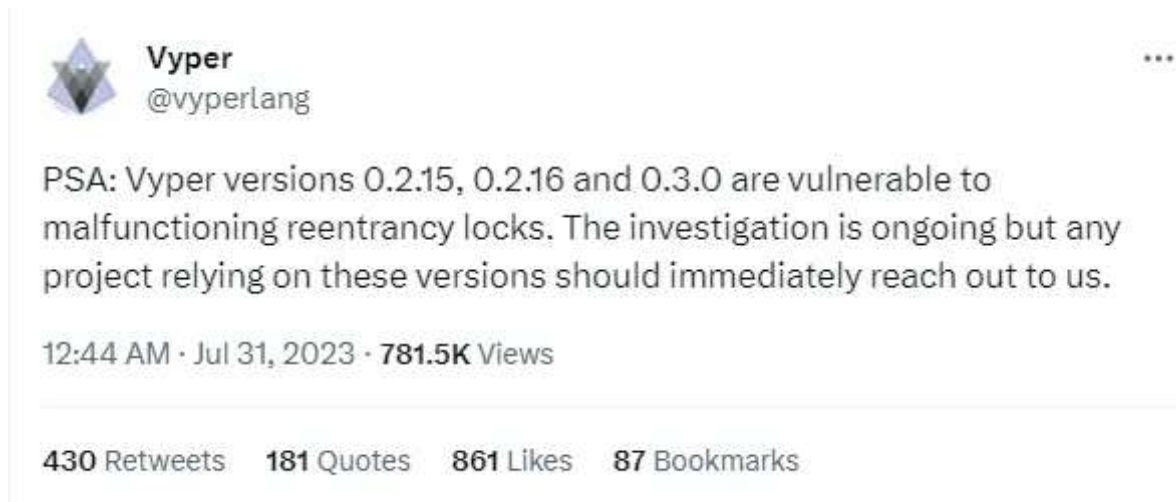 Vyper
@vyperlang
PSA: Vyper versions 0.2.15, 0.2.16 and 0.3.0 are vulnerable to
malfunctioning reentrancy locks. The investigation is ongoing but any
project relying on these versions should immediately reach out to us.
12:44 AM · Jul 31, 2023 · 781.5K Views
430 Retweets 181 Quotes 861 Likes 87 Bookmarks